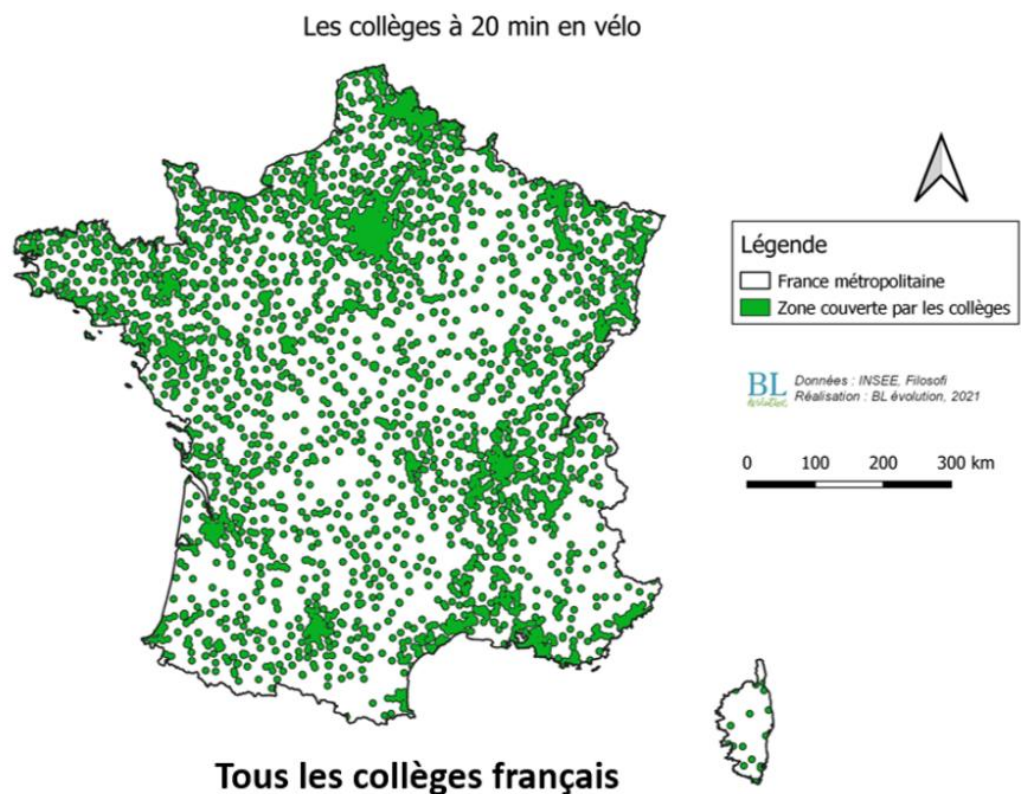 Les collèges à 20 min en vélo
Légende
France métropolitaine
Zone couverte par les collèges
BL
évolution
Données : INSEE, Filosofi
Réalisation : BL évolution, 2021
0 100 200 300 km
Tous les collèges français